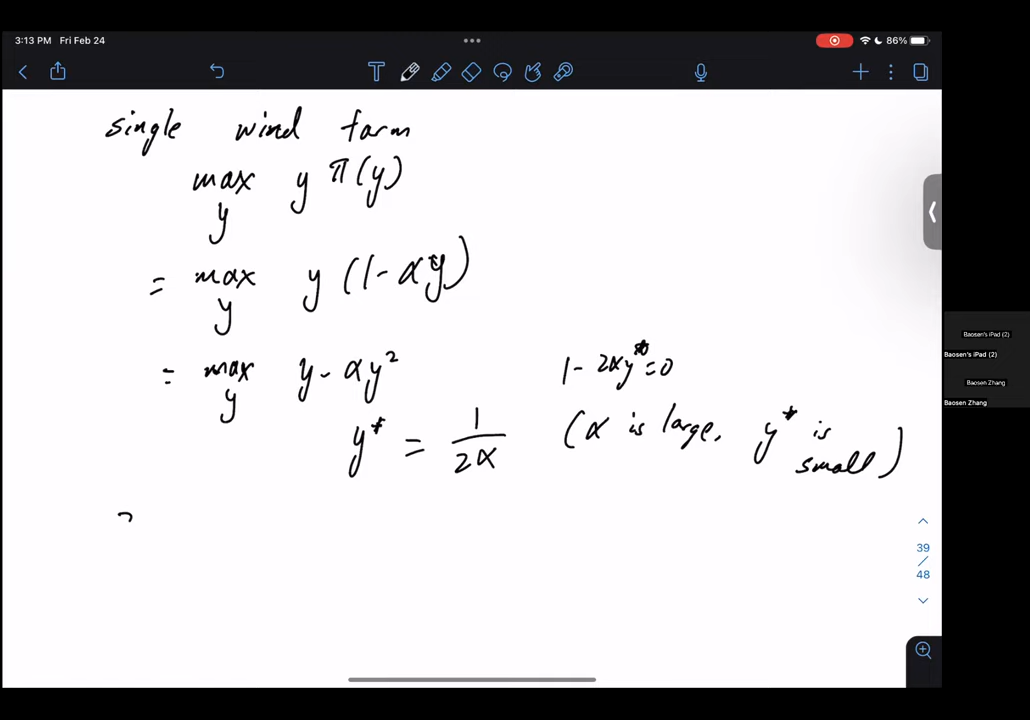 3:13 PM Fri Feb 24
86%
single wind farm
max y π(y)
y
= max y (1-αy)
y
= max y - αy²
y
1 - 2αy* = 0
y* = 1/2α (α is large, y* is small)
39
/
48
Baosen's iPad (2)
Baosen's iPad (2)
Baosen Zhang
Baosen Zhang